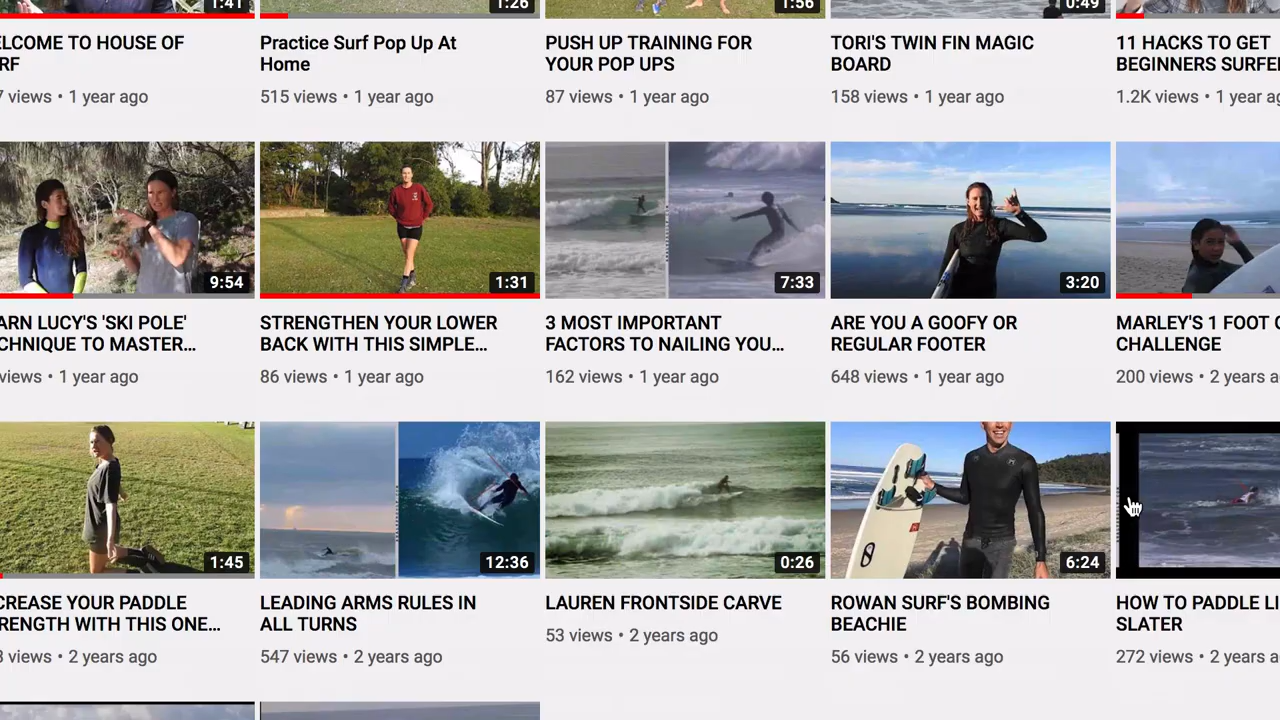 1:41
1:26
1:56
0:49
ELCOME TO HOUSE OF
RF
7 views • 1 year ago
Practice Surf Pop Up At
Home
515 views • 1 year ago
PUSH UP TRAINING FOR
YOUR POP UPS
87 views • 1 year ago
TORI'S TWIN FIN MAGIC
BOARD
158 views • 1 year ago
11 HACKS TO GET
BEGINNERS SURFE
1.2K views • 1 year ag
9:54
1:31
7:33
3:20
ARN LUCY'S 'SKI POLE'
CHNIQUE TO MASTER...
views • 1 year ago
STRENGTHEN YOUR LOWER
BACK WITH THIS SIMPLE...
86 views • 1 year ago
3 MOST IMPORTANT
FACTORS TO NAILING YOU...
162 views • 1 year ago
ARE YOU A GOOFY OR
REGULAR FOOTER
648 views • 1 year ago
MARLEY'S 1 FOOT
CHALLENGE
200 views • 2 years a
1:45
12:36
0:26
6:24
CREASE YOUR PADDLE
RENGTH WITH THIS ONE...
views • 2 years ago
LEADING ARMS RULES IN
ALL TURNS
547 views • 2 years ago
LAUREN FRONTSIDE CARVE
53 views • 2 years ago
ROWAN SURF'S BOMBING
BEACHIE
56 views • 2 years ago
HOW TO PADDLE LI
SLATER
272 views • 2 years a